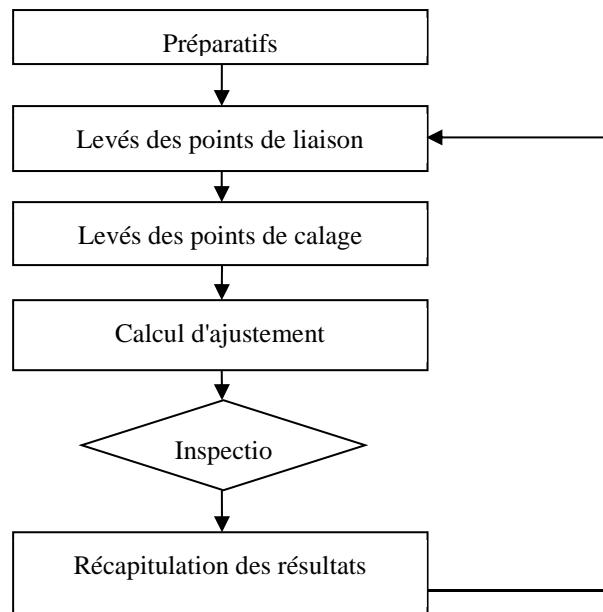 Préparatifs
Levés des points de liaison
Levés des points de calage
Calcul d'ajustement
Inspectio
Récapitulation des résultats